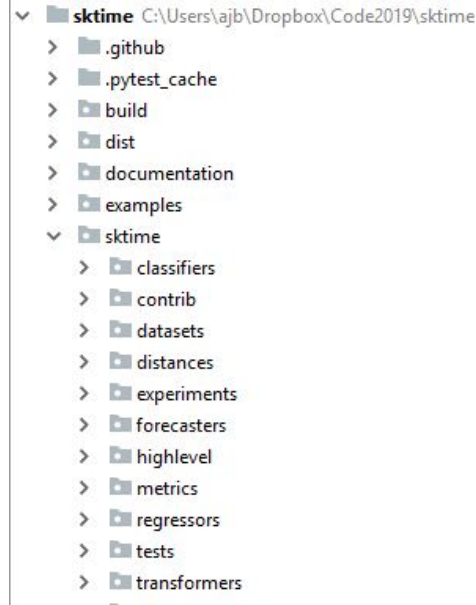 sktime C:\Users\ajb\Dropbox\Code2019\sktime
.github
.pytest_cache
build
dist
documentation
examples
sktime
classifiers
contrib
datasets
distances
experiments
forecasters
highlevel
metrics
regressors
tests
transformers